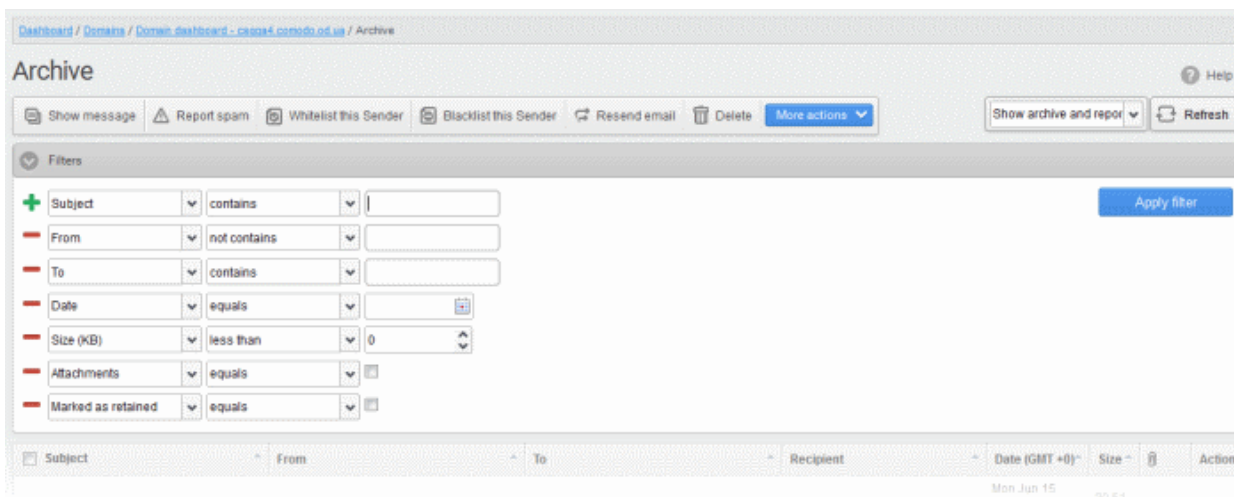 Dashboard / Domains / Domain dashboard - caqga4.comodo.od.ua / Archive
Archive
Help
Show message Report spam Whitelist this Sender Blacklist this Sender Resend email Delete More actions Show archive and repor Refresh
Filters
Subject contains Apply filter
From not contains
To contains
Date equals
Size (KB) less than 0
Attachments equals
Marked as retained equals
Subject From To Recipient Date (GMT +0) Size Action
Mon Jun 15